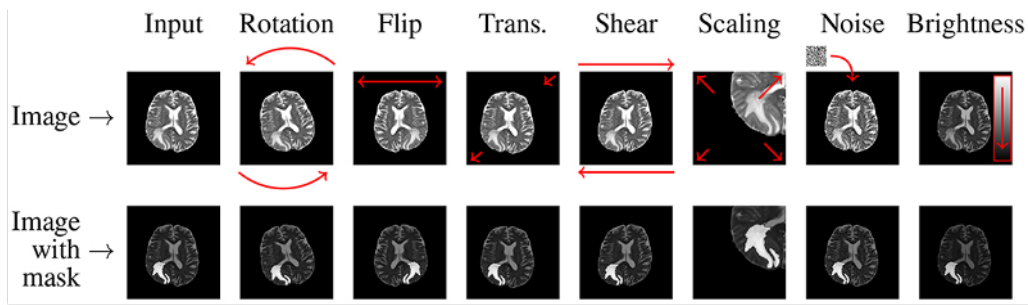 Input Rotation Flip Trans. Shear Scaling Noise Brightness
Image →
Image
with →
mask